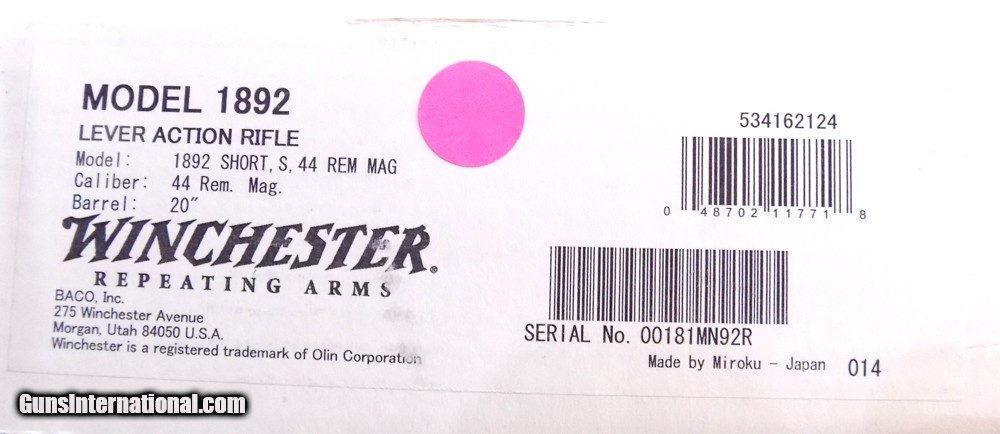 MODEL 1892
LEVER ACTION RIFLE
Model: 1892 SHORT, S, 44 REM MAG
Caliber: 44 Rem. Mag.
Barrel: 20"
WINCHESTER®
REPEATING ARMS
BACO, Inc.
275 Winchester Avenue
Morgan, Utah 84050 U.S.A.
Winchester is a registered trademark of Olin Corporation
534162124
0 48702 11771 8
SERIAL No. 00181MN92R
Made by Miroku - Japan 014
GunsInternational.com